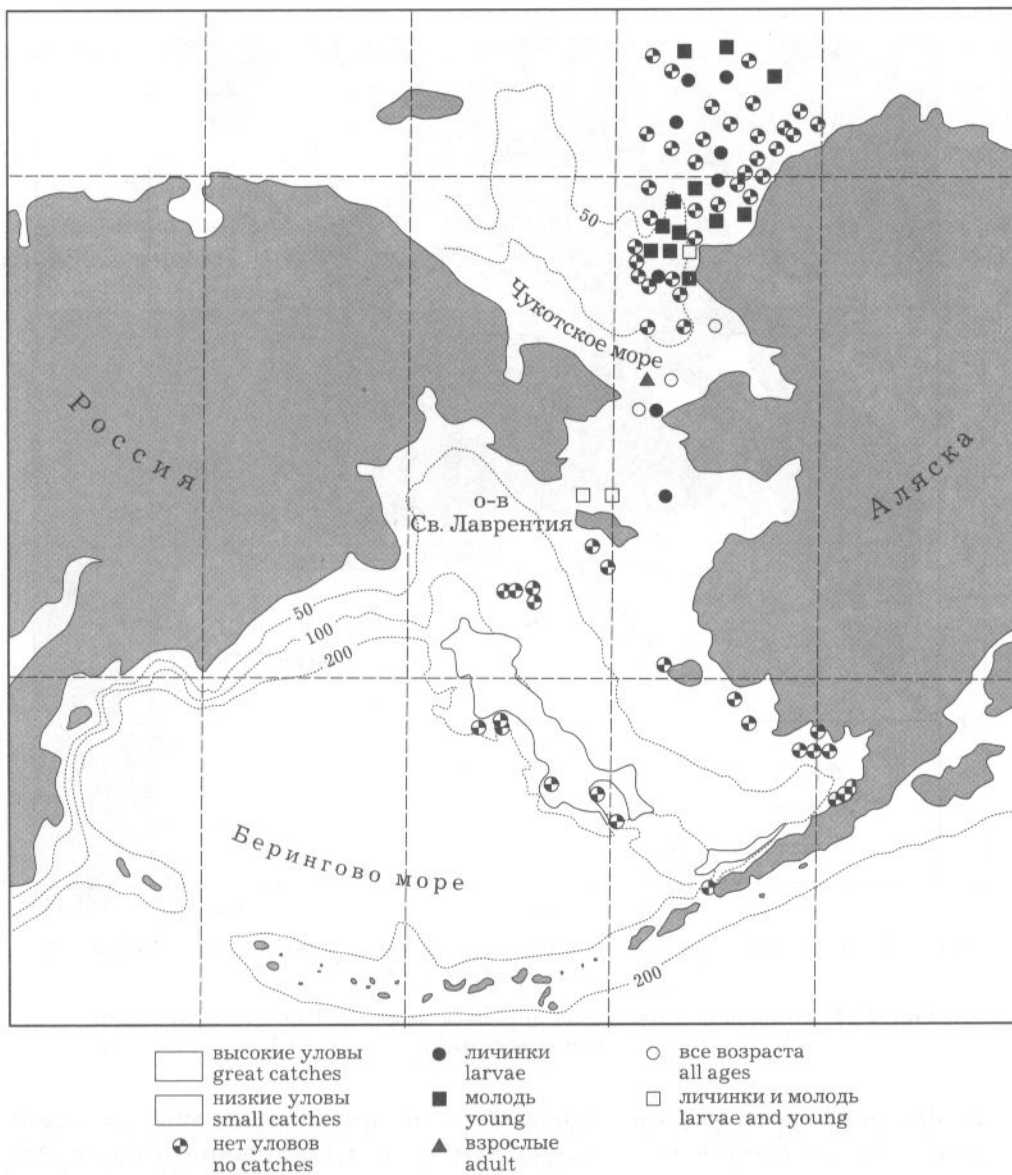 50
Чукотское море
Россия
Аляска
о-в
Св. Лаврентия
50
100
200
Берингово море
200
высокие уловы
great catches
низкие уловы
small catches
нет уловов
no catches
личинки
larvae
молодь
young
взрослые
adult
все возраста
all ages
личинки и молодь
larvae and young